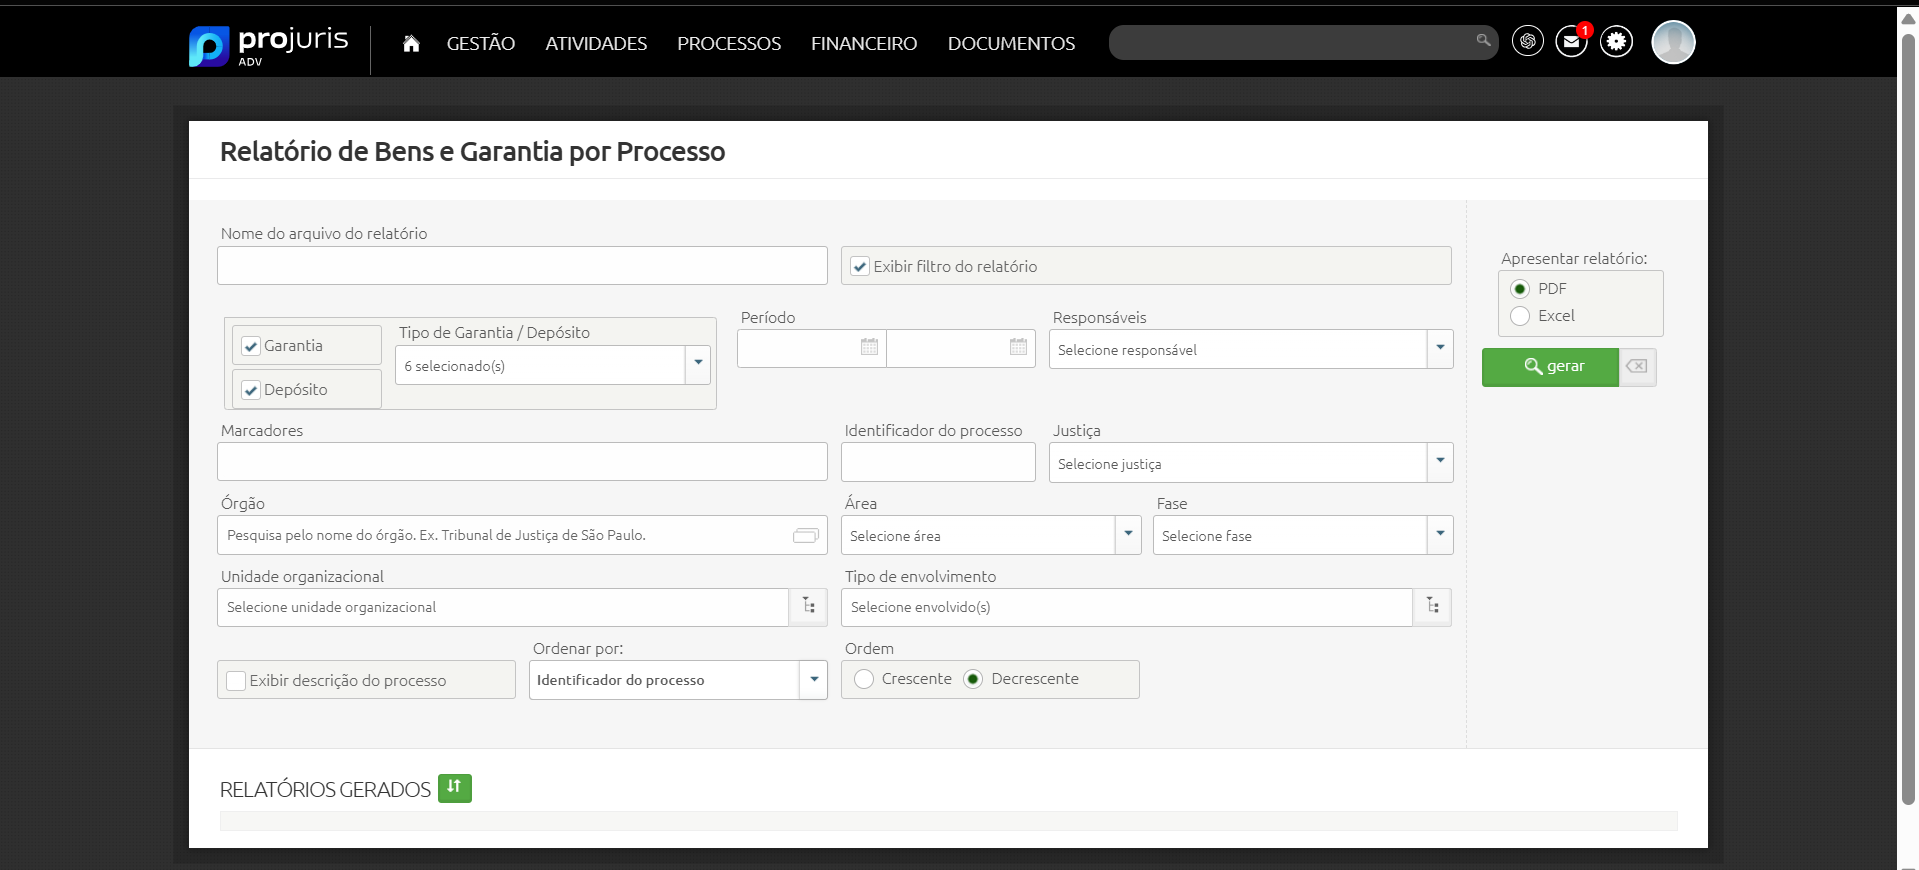 projuris
ADV
GESTÃO ATIVIDADES PROCESSOS FINANCEIRO DOCUMENTOS 1
Relatório de Bens e Garantia por Processo
Nome do arquivo do relatório
Exibir filtro do relatório
Apresentar relatório:
PDF
Excel
gerar
Garantia
Depósito
Tipo de Garantia / Depósito
6 selecionado(s)
Período
Responsáveis
Selecione responsável
Marcadores
Identificador do processo
Justiça
Selecione justiça
Órgão
Pesquisa pelo nome do órgão. Ex. Tribunal de Justiça de São Paulo.
Área
Selecione área
Fase
Selecione fase
Unidade organizacional
Selecione unidade organizacional
Tipo de envolvimento
Selecione envolvido(s)
Exibir descrição do processo
Ordenar por:
Identificador do processo
Ordem
Crescente Decrescente
RELATÓRIOS GERADOS